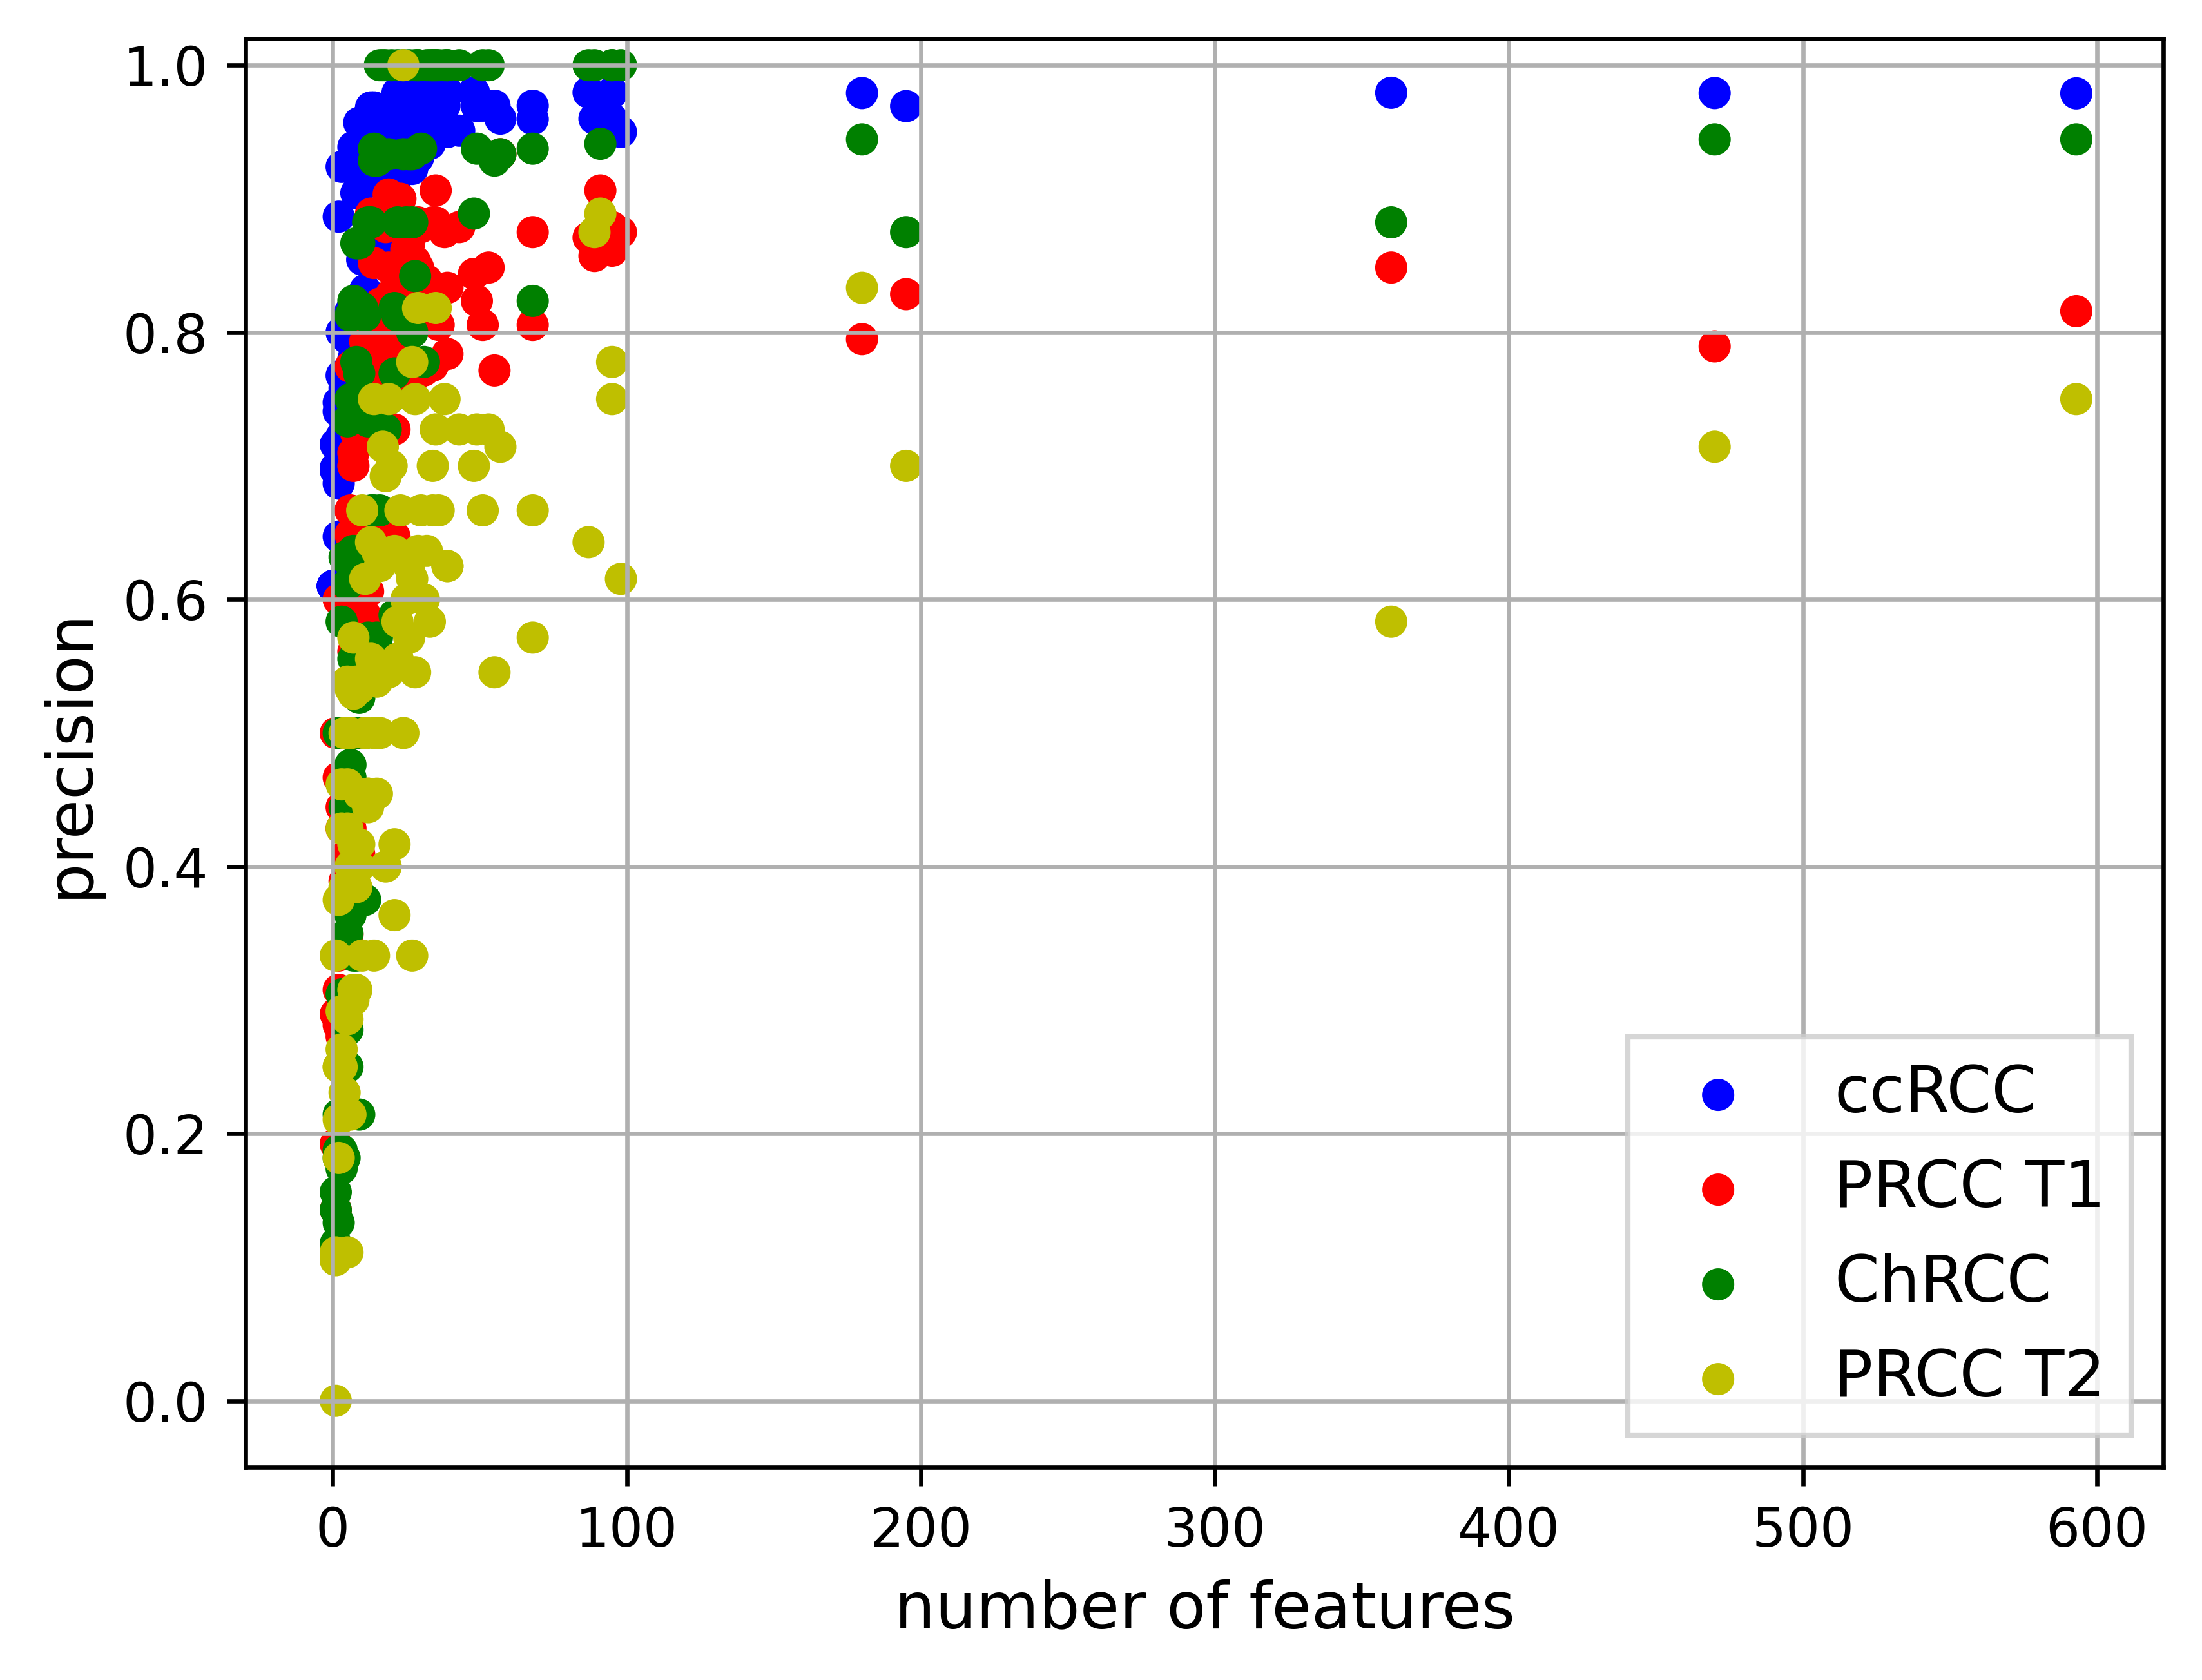 1.0
0.8
0.6
0.4
0.2
0.0
precision
ccRCC
PRCC T1
ChRCC
PRCC T2
0 100 200 300 400 500 600
number of features